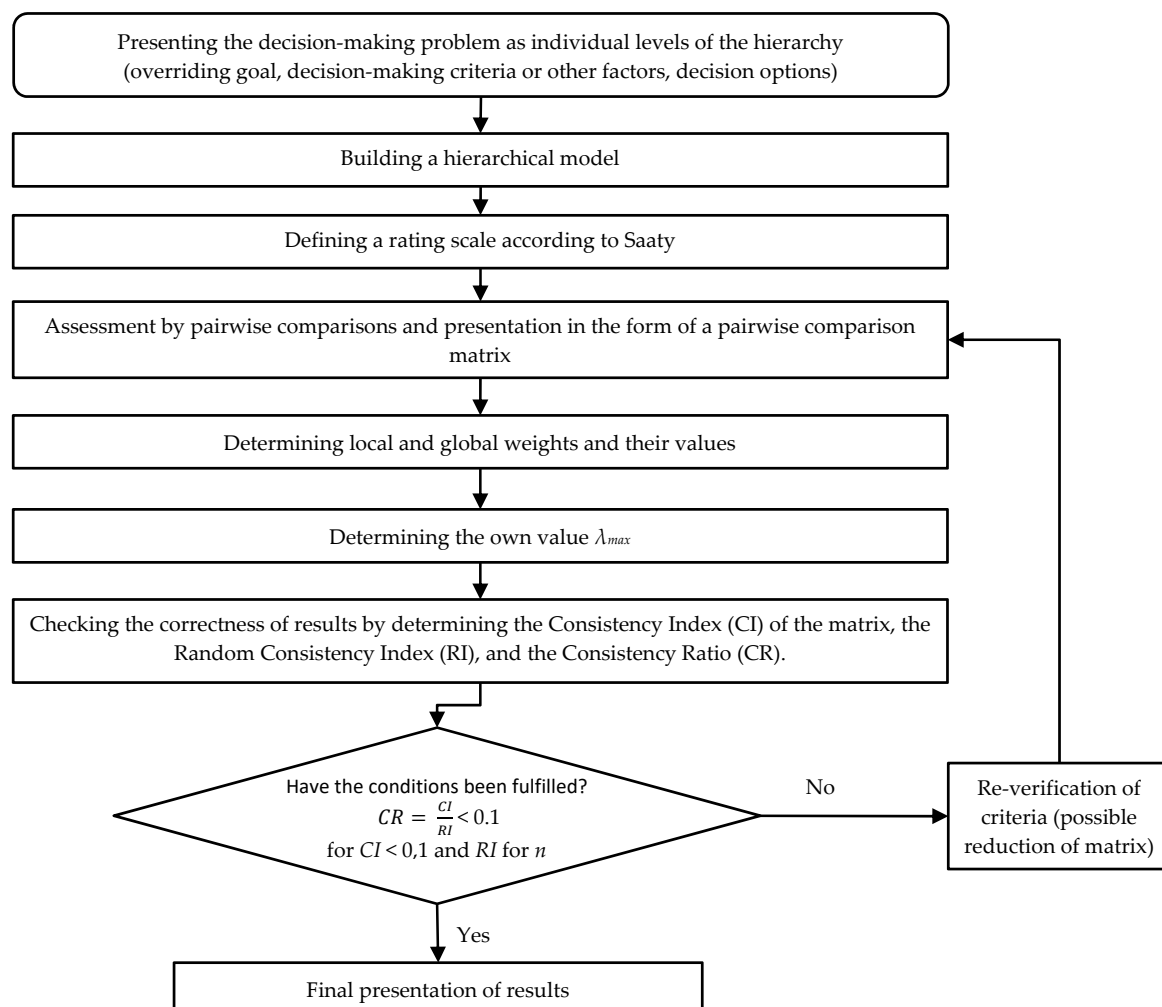 Presenting the decision-making problem as individual levels of the hierarchy
(overriding goal, decision-making criteria or other factors, decision options)
Building a hierarchical model
Defining a rating scale according to Saaty
Assessment by pairwise comparisons and presentation in the form of a pairwise comparison
matrix
Determining local and global weights and their values
Determining the own value λmax
Checking the correctness of results by determining the Consistency Index (CI) of the matrix, the
Random Consistency Index (RI), and the Consistency Ratio (CR).
Have the conditions been fulfilled?
CR = CI/RI < 0.1
for CI < 0,1 and RI for n
No
Re-verification of
criteria (possible
reduction of matrix)
Yes
Final presentation of results